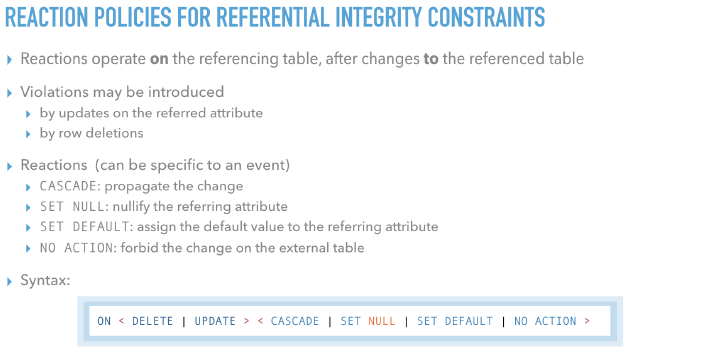 REACTION POLICIES FOR REFERENTIAL INTEGRITY CONSTRAINTS
▸ Reactions operate on the referencing table, after changes to the referenced table
▸ Violations may be introduced
▸ by updates on the referred attribute
▸ by row deletions
▸ Reactions (can be specific to an event)
▸ CASCADE: propagate the change
▸ SET NULL: nullify the referring attribute
▸ SET DEFAULT: assign the default value to the referring attribute
▸ NO ACTION: forbid the change on the external table
▸ Syntax:
ON < DELETE | UPDATE > < CASCADE | SET NULL | SET DEFAULT | NO ACTION >